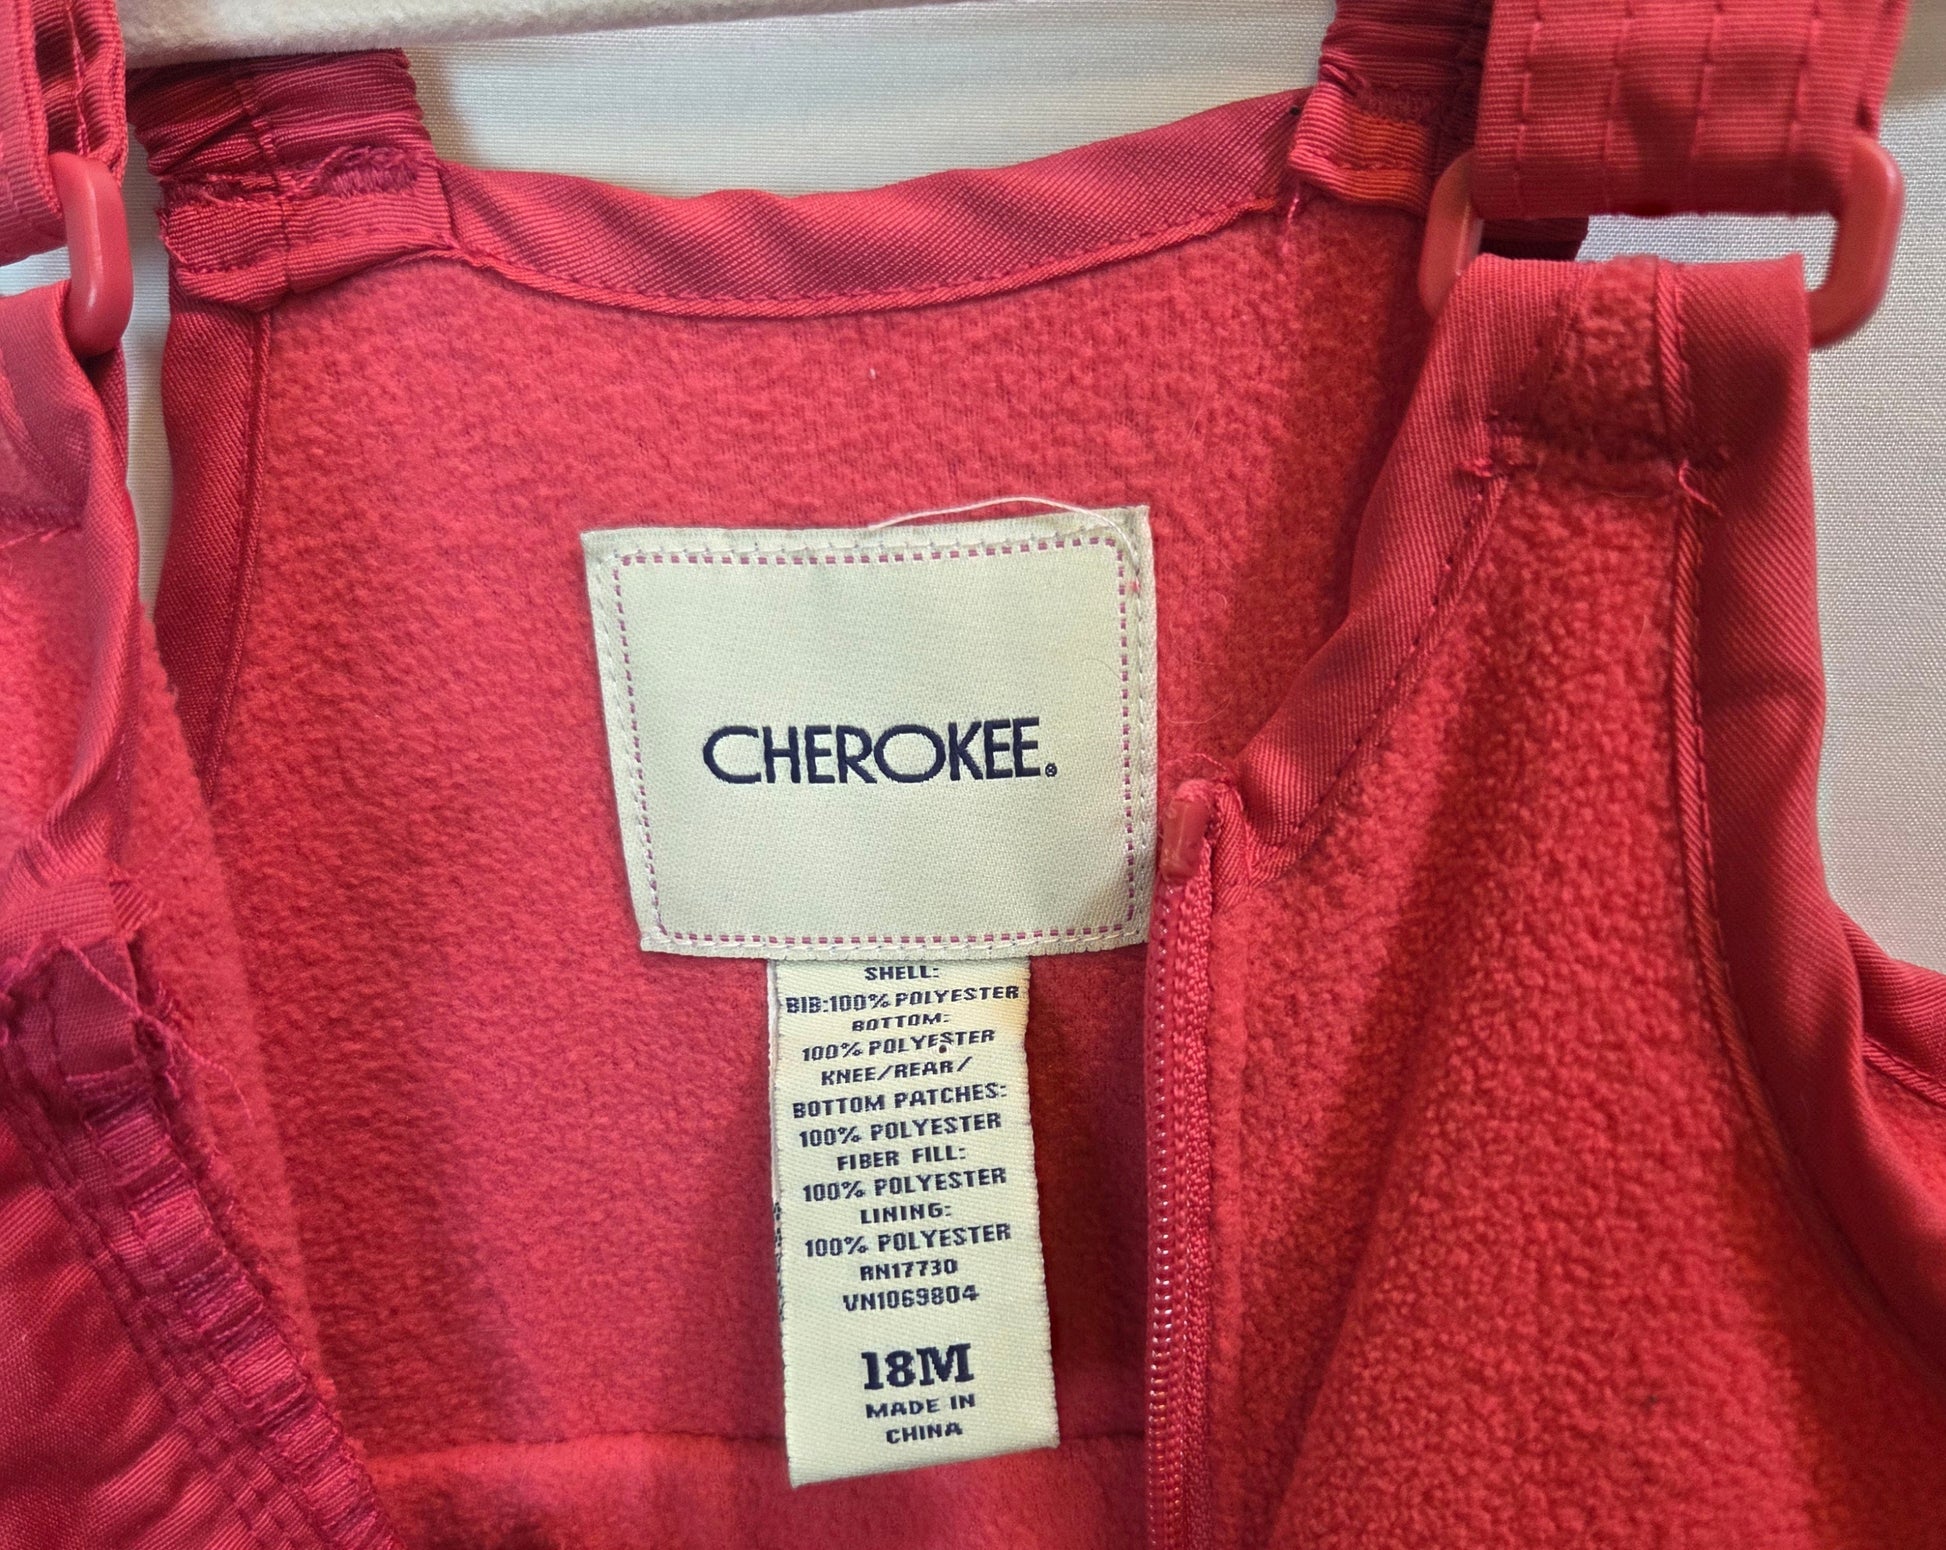 CHEROKEE®
SHELL:
BIB:100% POLYESTER
BOTTOM:
100% POLYESTER
KNEE/REAR/
BOTTOM PATCHES:
100% POLYESTER
FIBER FILL:
100% POLYESTER
LINING:
100% POLYESTER
RN17730
VN1069804
18M
MADE IN
CHINA